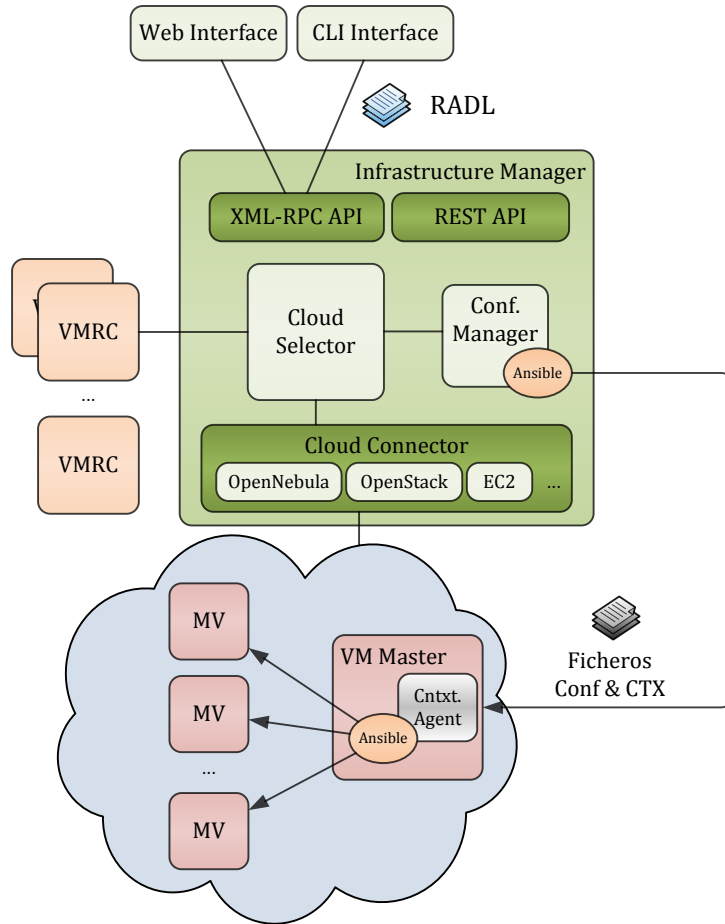 Web Interface
CLI Interface
RADL
Infrastructure Manager
XML-RPC API
REST API
VMRC
...
VMRC
Cloud
Selector
Conf.
Manager
Ansible
Cloud Connector
OpenNebula
OpenStack
EC2
...
MV
MV
...
MV
VM Master
Cntxt.
Agent
Ansible
Ficheros
Conf & CTX